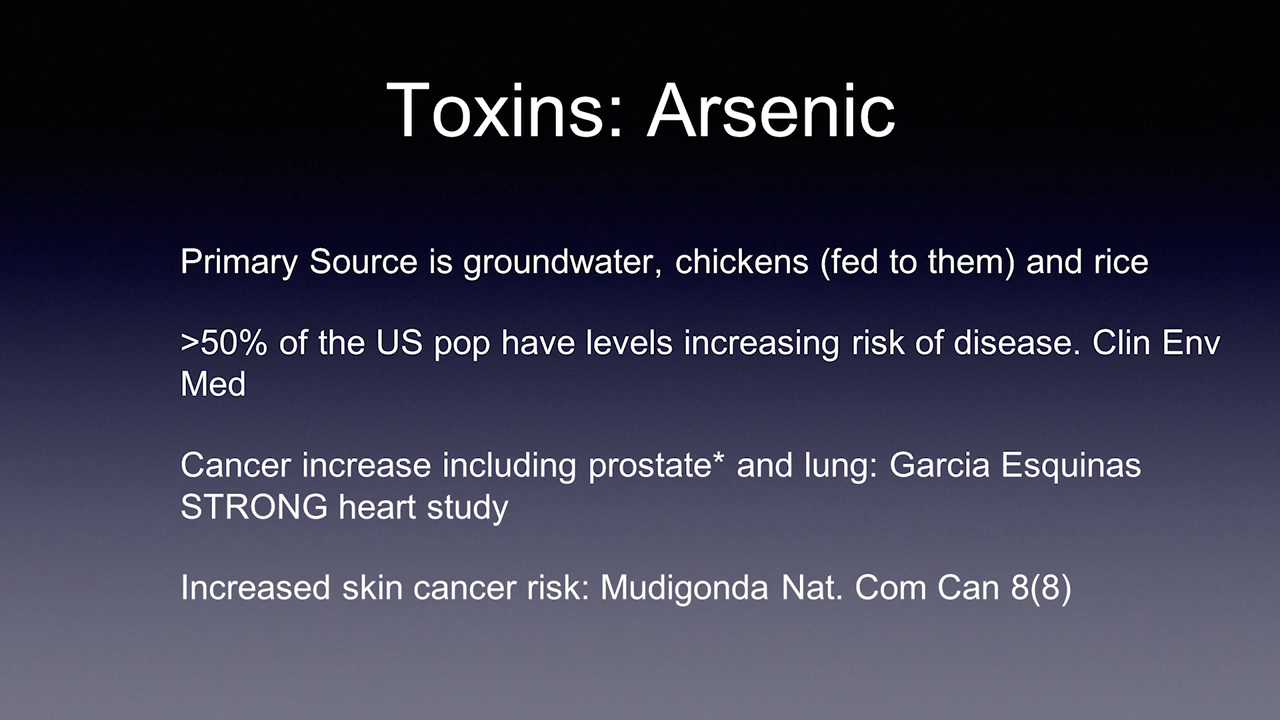 Toxins: Arsenic
Primary Source is groundwater, chickens (fed to them) and rice
>50% of the US pop have levels increasing risk of disease. Clin Env
Med
Cancer increase including prostate* and lung: Garcia Esquinas
STRONG heart study
Increased skin cancer risk: Mudigonda Nat. Com Can 8(8)